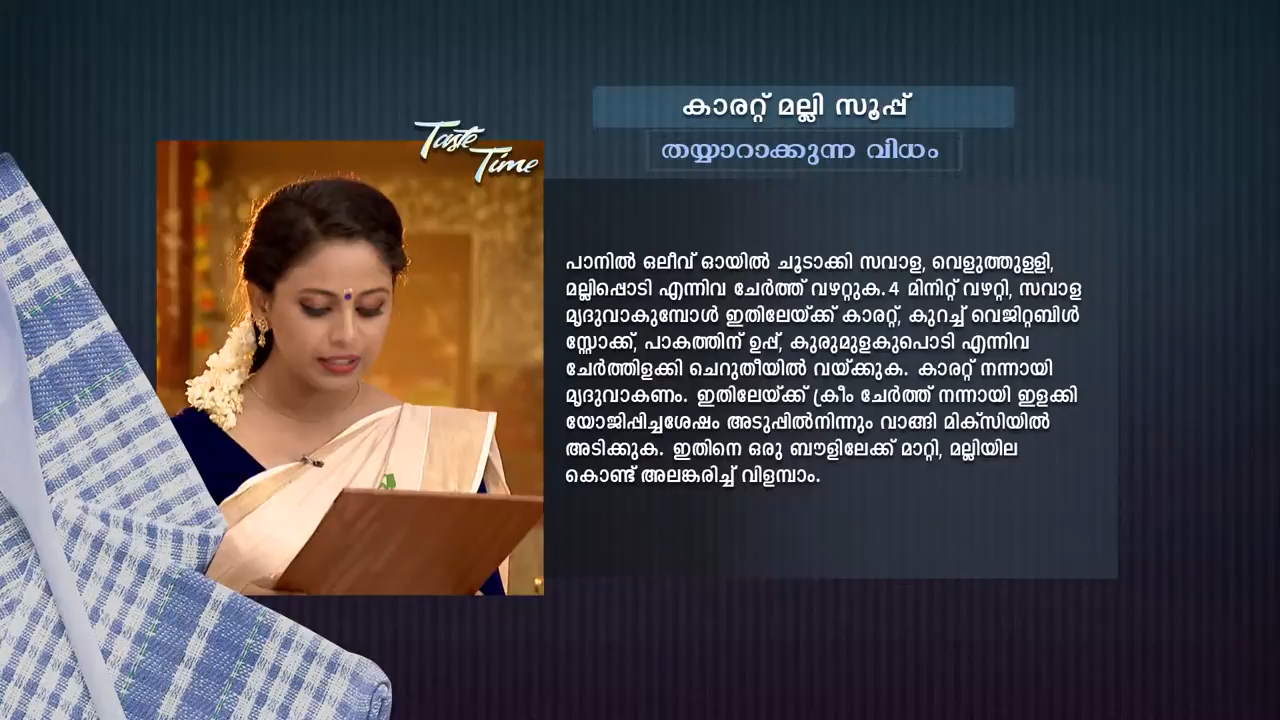 Taste
Time
കാരറ്റ് മല്ലി സൂപ്പ്
തയ്യാറാക്കുന്ന വിധം
പാനിൽ ഒലീവ് ഓയിൽ ചൂടാക്കി സവാള, വെളുത്തുള്ളി,
മല്ലിപ്പൊടി എന്നിവ ചേർത്ത് വഴറ്റുക. 4 മിനിറ്റ് വഴറ്റി, സവാള
മൃദുവാകുമ്പോൾ ഇതിലേയ്ക്ക് കാരറ്റ്, കുറച്ച് വെജിറ്റബിൾ
സ്റ്റോക്ക്, പാകത്തിന് ഉപ്പ്, കുരുമുളകുപൊടി എന്നിവ
ചേർത്തിളക്കി ചെറുതീയിൽ വയ്ക്കുക. കാരറ്റ് നന്നായി
മൃദുവാകണം. ഇതിലേയ്ക്ക് ക്രീം ചേർത്ത് നന്നായി ഇളക്കി
യോജിപ്പിച്ചശേഷം അടുപ്പിൽനിന്നും വാങ്ങി മിക്സിയിൽ
അടിക്കുക. ഇതിനെ ഒരു ബൗളിലേക്ക് മാറ്റി, മല്ലിയില
കൊണ്ട് അലങ്കരിച്ച് വിളമ്പാം.